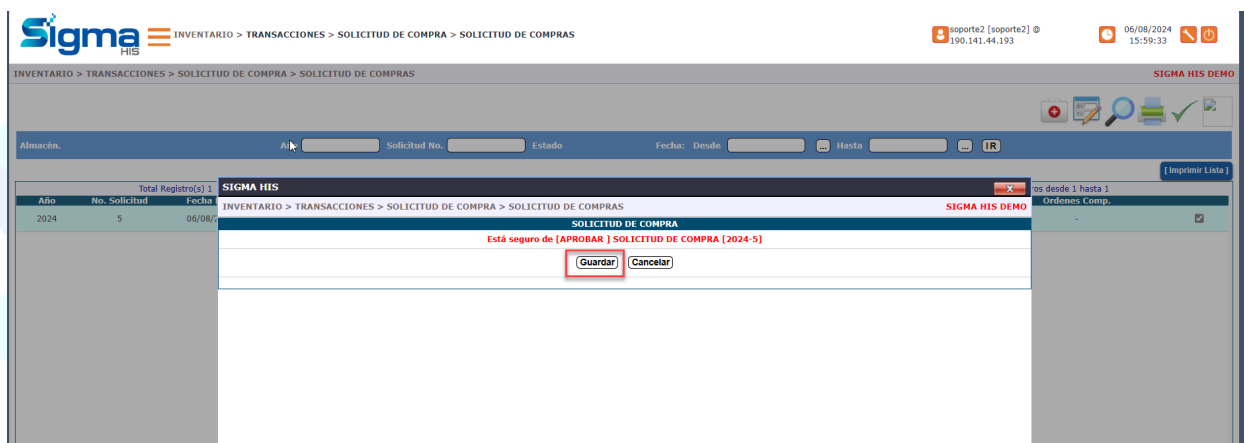 Sigma
HIS
INVENTARIO > TRANSACCIONES > SOLICITUD DE COMPRA > SOLICITUD DE COMPRAS
soporte2 [soporte2] @
190.141.44.193
06/08/2024
15:59:33
INVENTARIO > TRANSACCIONES > SOLICITUD DE COMPRA > SOLICITUD DE COMPRAS SIGMA HIS DEMO
Almacén. Solicitud No. Estado Fecha: Desde ... Hasta ... IR
[ Imprimir Lista ]
Total Registro(s) 1 desde 1 hasta 1
Año No. Solicitud Fecha Ordenes Comp.
2024 5 06/08/2 -
SIGMA HIS X
INVENTARIO > TRANSACCIONES > SOLICITUD DE COMPRA > SOLICITUD DE COMPRAS SIGMA HIS DEMO
SOLICITUD DE COMPRA
Está seguro de [APROBAR ] SOLICITUD DE COMPRA [2024-5]
Guardar Cancelar